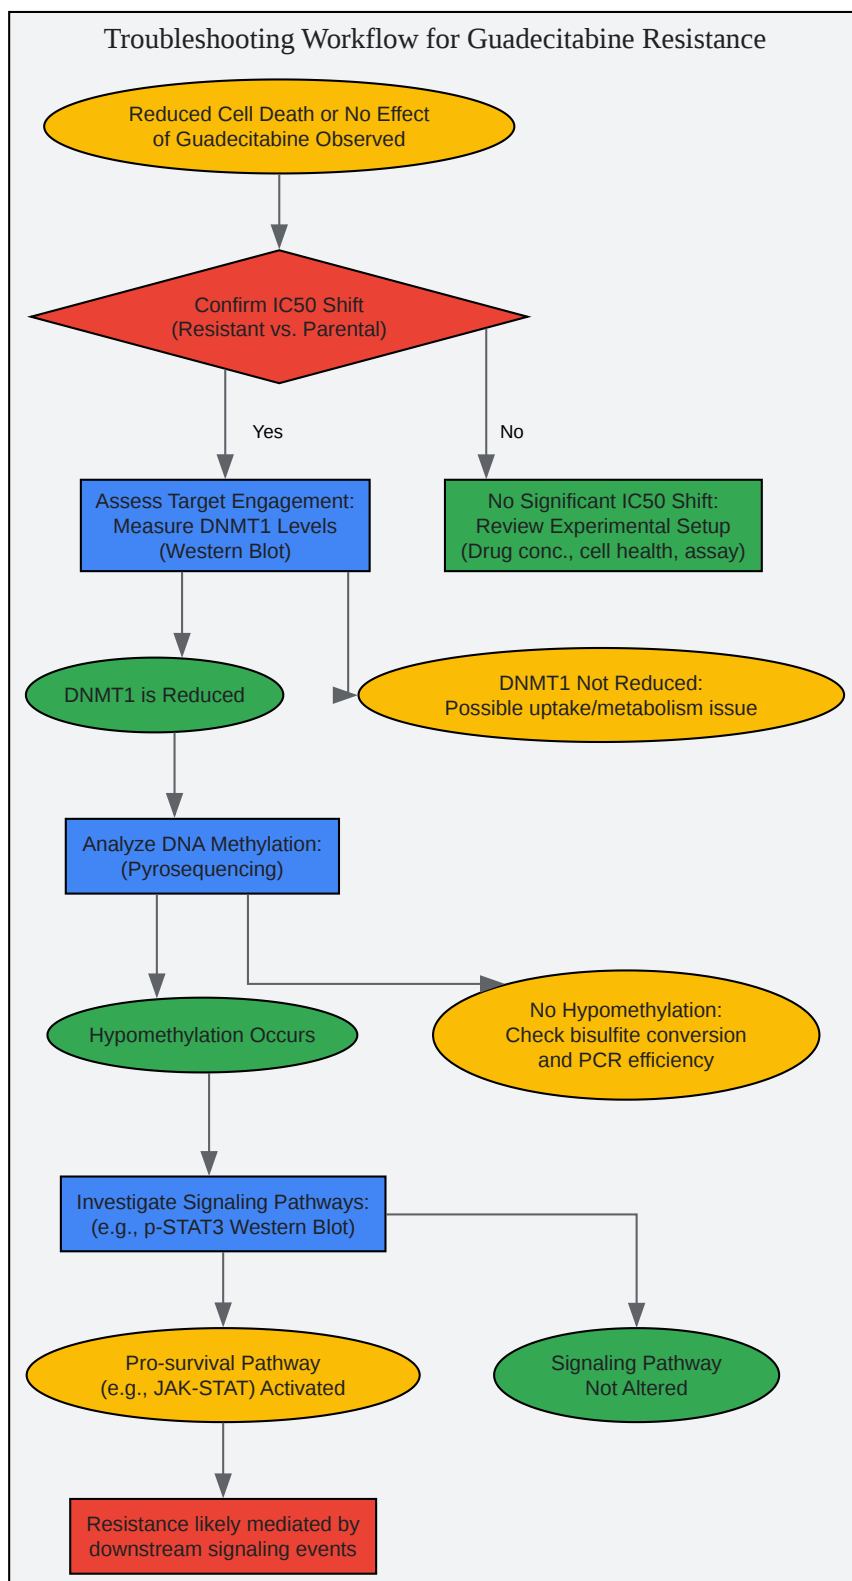 Troubleshooting Workflow for Guadecitabine Resistance
Reduced Cell Death or No Effect
of Guadecitabine Observed
Confirm IC50 Shift
(Resistant vs. Parental)
Yes
No
Assess Target Engagement:
Measure DNMT1 Levels
(Western Blot)
No Significant IC50 Shift:
Review Experimental Setup
(Drug conc., cell health, assay)
DNMT1 is Reduced
DNMT1 Not Reduced:
Possible uptake/metabolism issue
Analyze DNA Methylation:
(Pyrosequencing)
Hypomethylation Occurs
No Hypomethylation:
Check bisulfite conversion
and PCR efficiency
Investigate Signaling Pathways:
(e.g., p-STAT3 Western Blot)
Pro-survival Pathway
(e.g., JAK-STAT) Activated
Signaling Pathway
Not Altered
Resistance likely mediated by
downstream signaling events